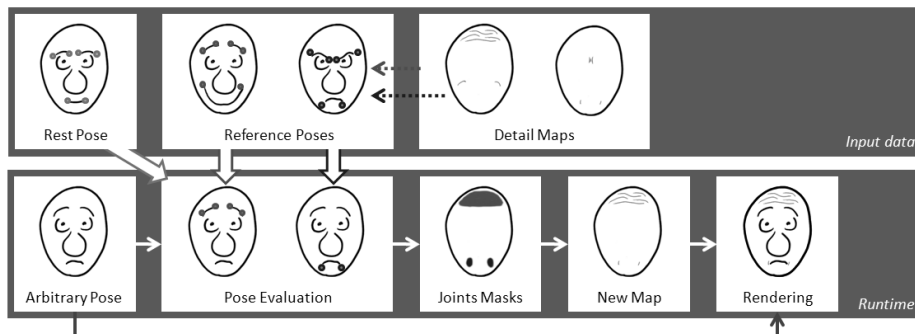 Rest Pose
Reference Poses
Detail Maps
Input data
Arbitrary Pose
Pose Evaluation
Joints Masks
New Map
Rendering
Runtime